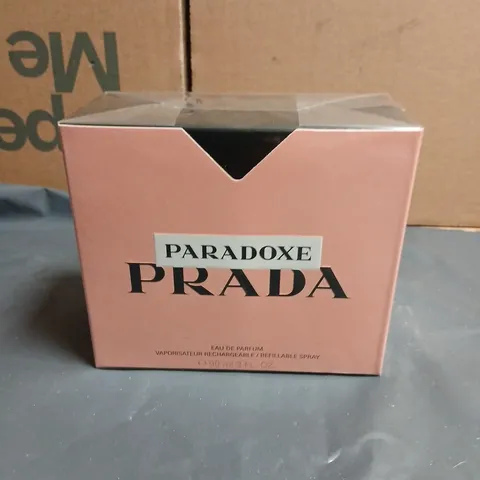 Me
pe
PARADOXE
PRADA
EAU DE PARFUM
VAPORISATEUR RECHARGEABLE / REFILLABLE SPRAY